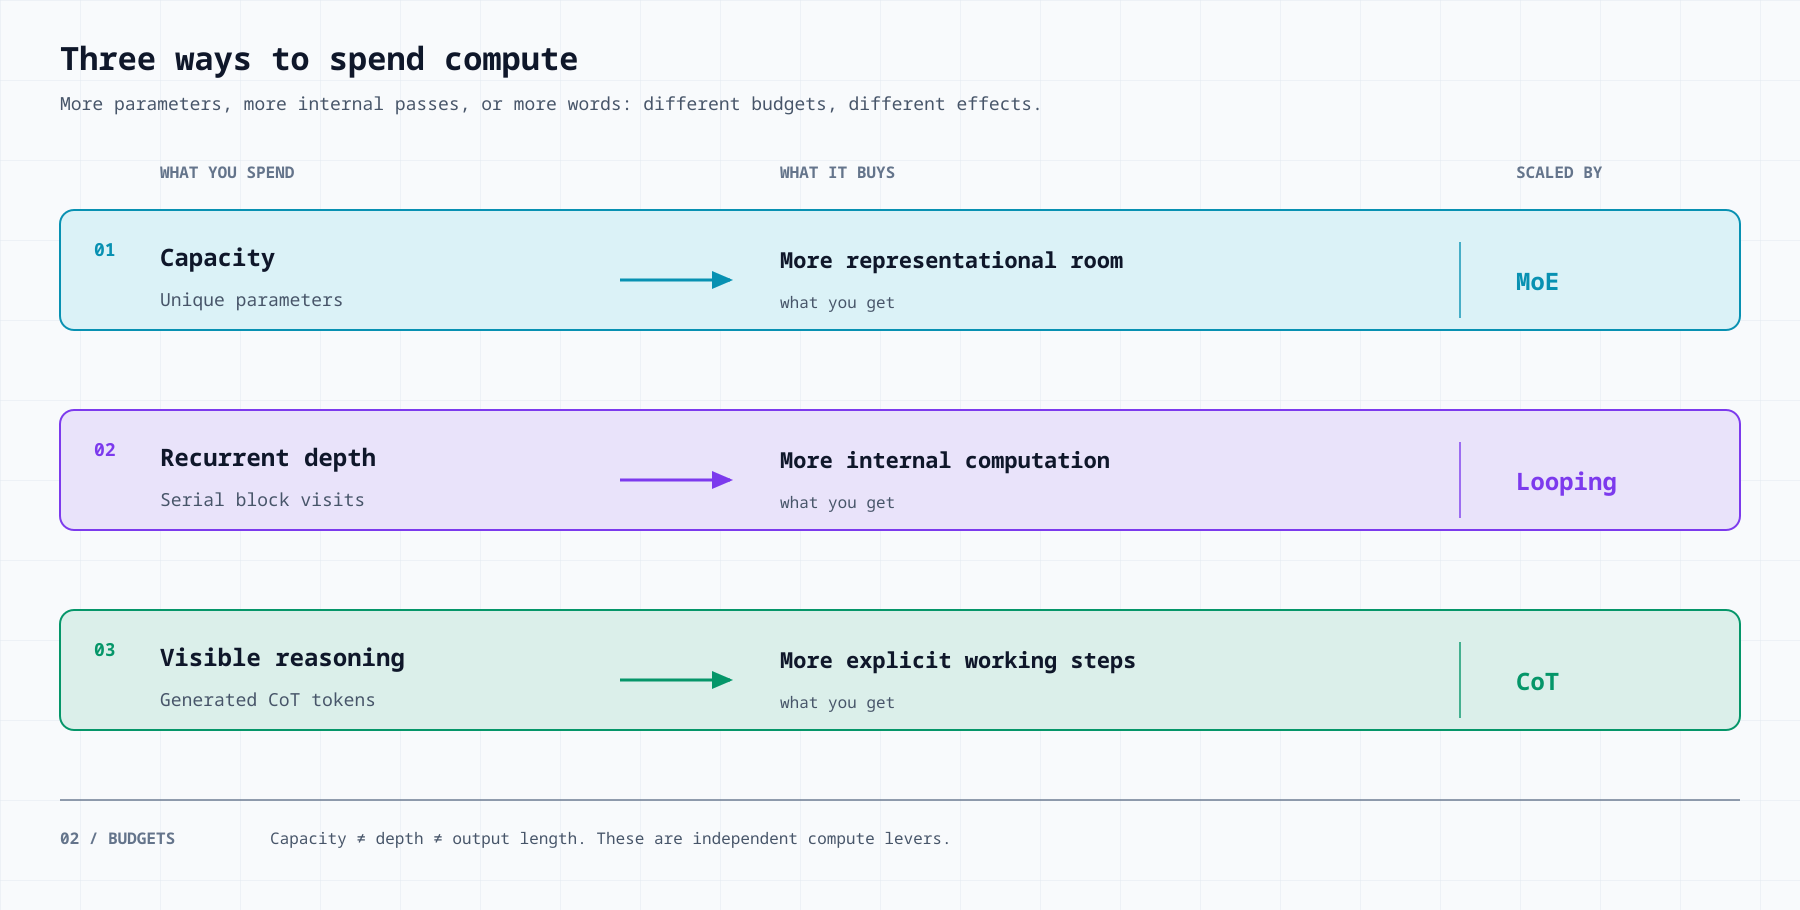 Three ways to spend compute
More parameters, more internal passes, or more words: different budgets, different effects.
WHAT YOU SPEND
WHAT IT BUYS
SCALED BY
01
Capacity
Unique parameters
More representational room
what you get
MoE
02
Recurrent depth
Serial block visits
More internal computation
what you get
Looping
03
Visible reasoning
Generated CoT tokens
More explicit working steps
what you get
CoT
02 / BUDGETS
Capacity ≠ depth ≠ output length. These are independent compute levers.